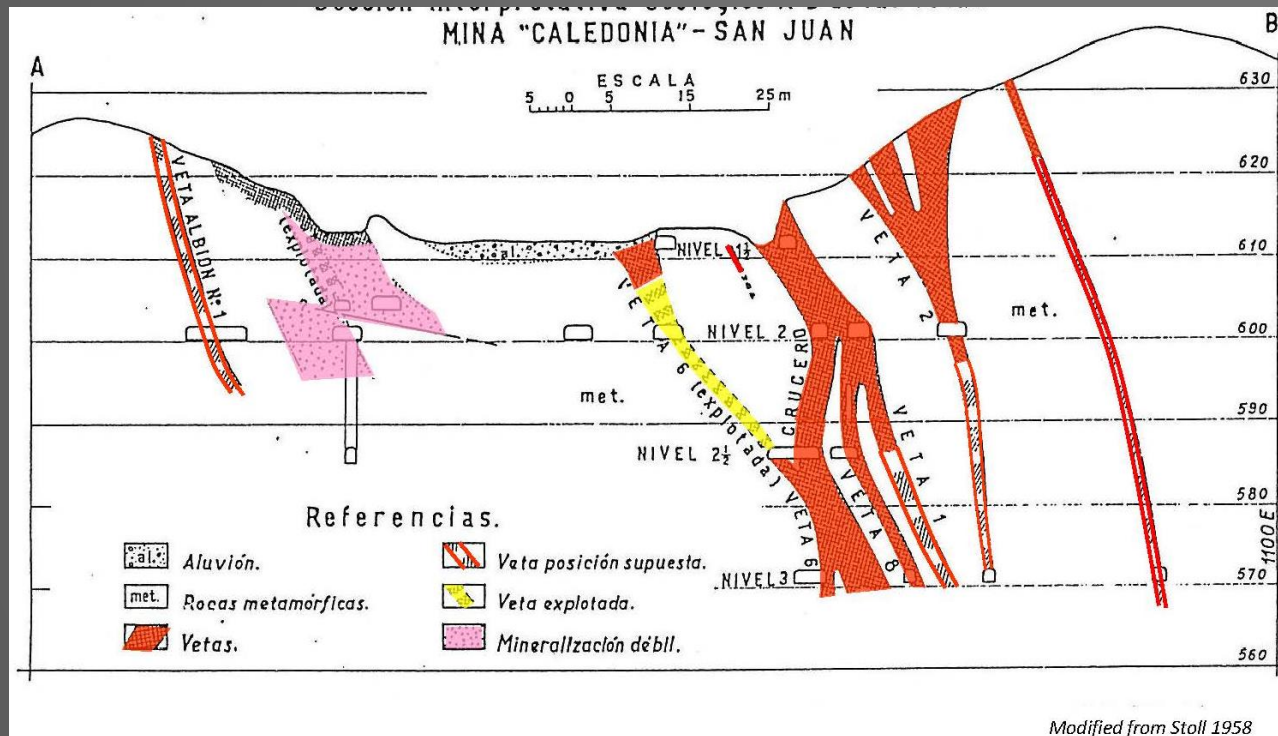 MINA "CALEDONIA" - SAN JUAN
A
B
ESCALA
5 0 5 15 25 m
630
620
610
600
590
580
570
560
1100 E
VETA ALBION Nº 1
(explotada)
al.
NIVEL 1½
NIVEL 2
NIVEL 2½
NIVEL 3
VETA 6 (explotada)
CRUCERO
VETA 9
VETA 8
VETA 1
VETA 2
met.
met.
Referencias.
al. Aluvión.
met. Rocas metamórficas.
Vetas.
Veta posición supuesta.
Veta explotada.
Mineralización débil.
Modified from Stoll 1958